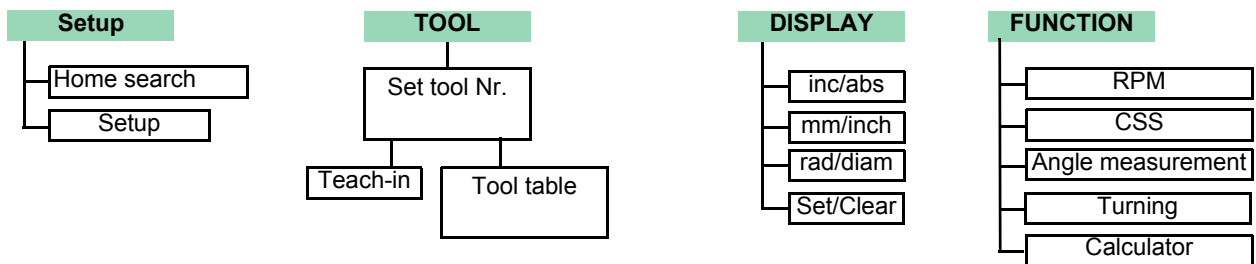 Setup
Home search
Setup
TOOL
Set tool Nr.
Teach-in
Tool table
DISPLAY
inc/abs
mm/inch
rad/diam
Set/Clear
FUNCTION
RPM
CSS
Angle measurement
Turning
Calculator